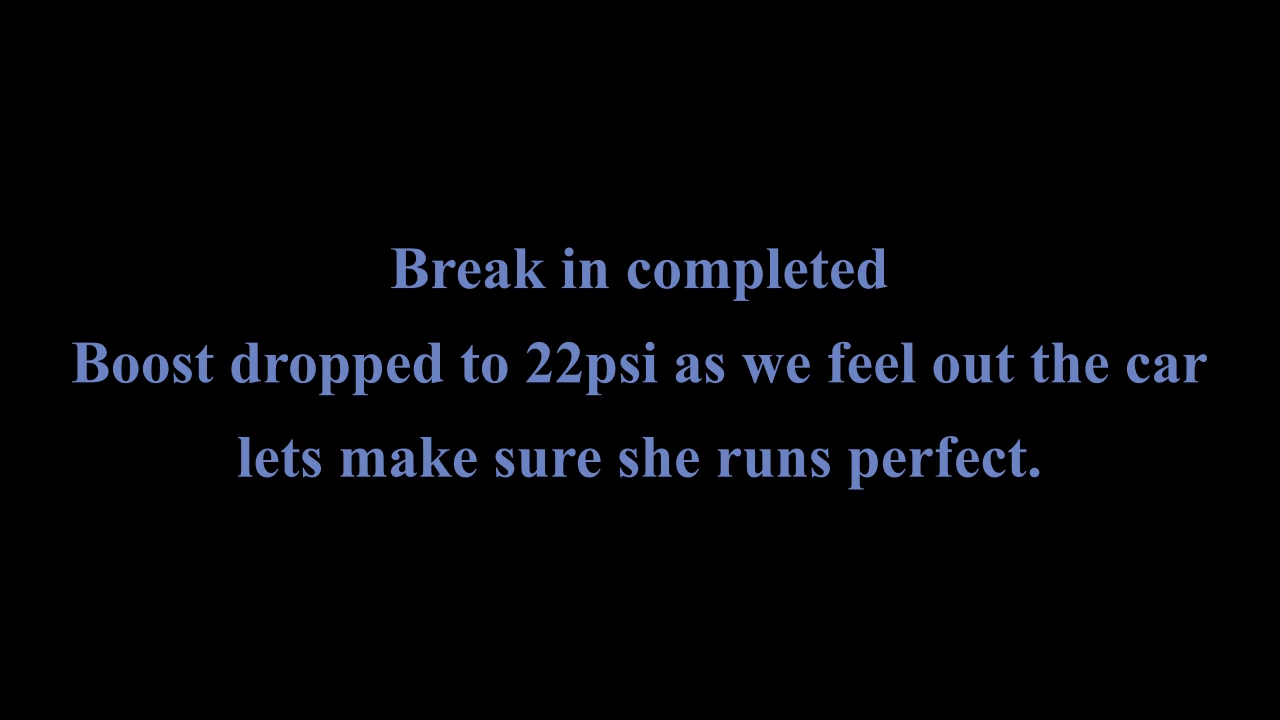 Break in completed
Boost dropped to 22psi as we feel out the car
lets make sure she runs perfect.